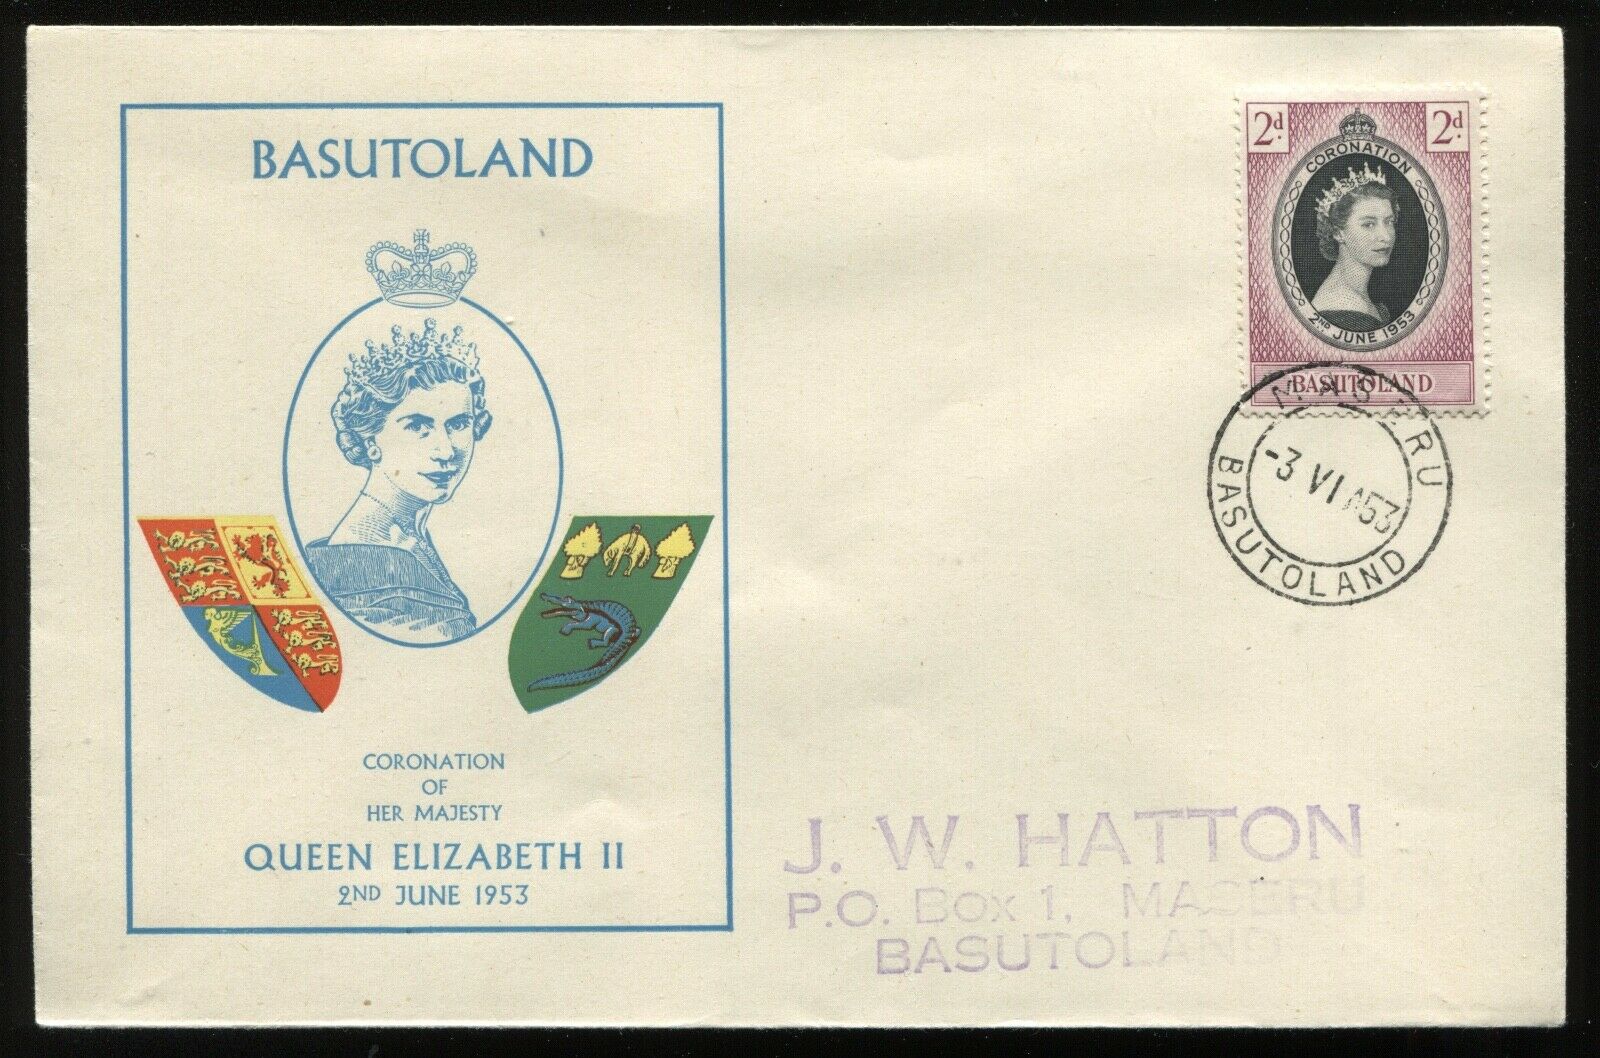 BASUTOLAND
CORONATION
OF
HER MAJESTY
QUEEN ELIZABETH II
2ND JUNE 1953
2d. 2d.
CORONATION
2ND JUNE 1953
BASUTOLAND
MASERU
-3 VI 53
BASUTOLAND
J. W. HATTON
P.O. Box 1, MASERU
BASUTOLAND